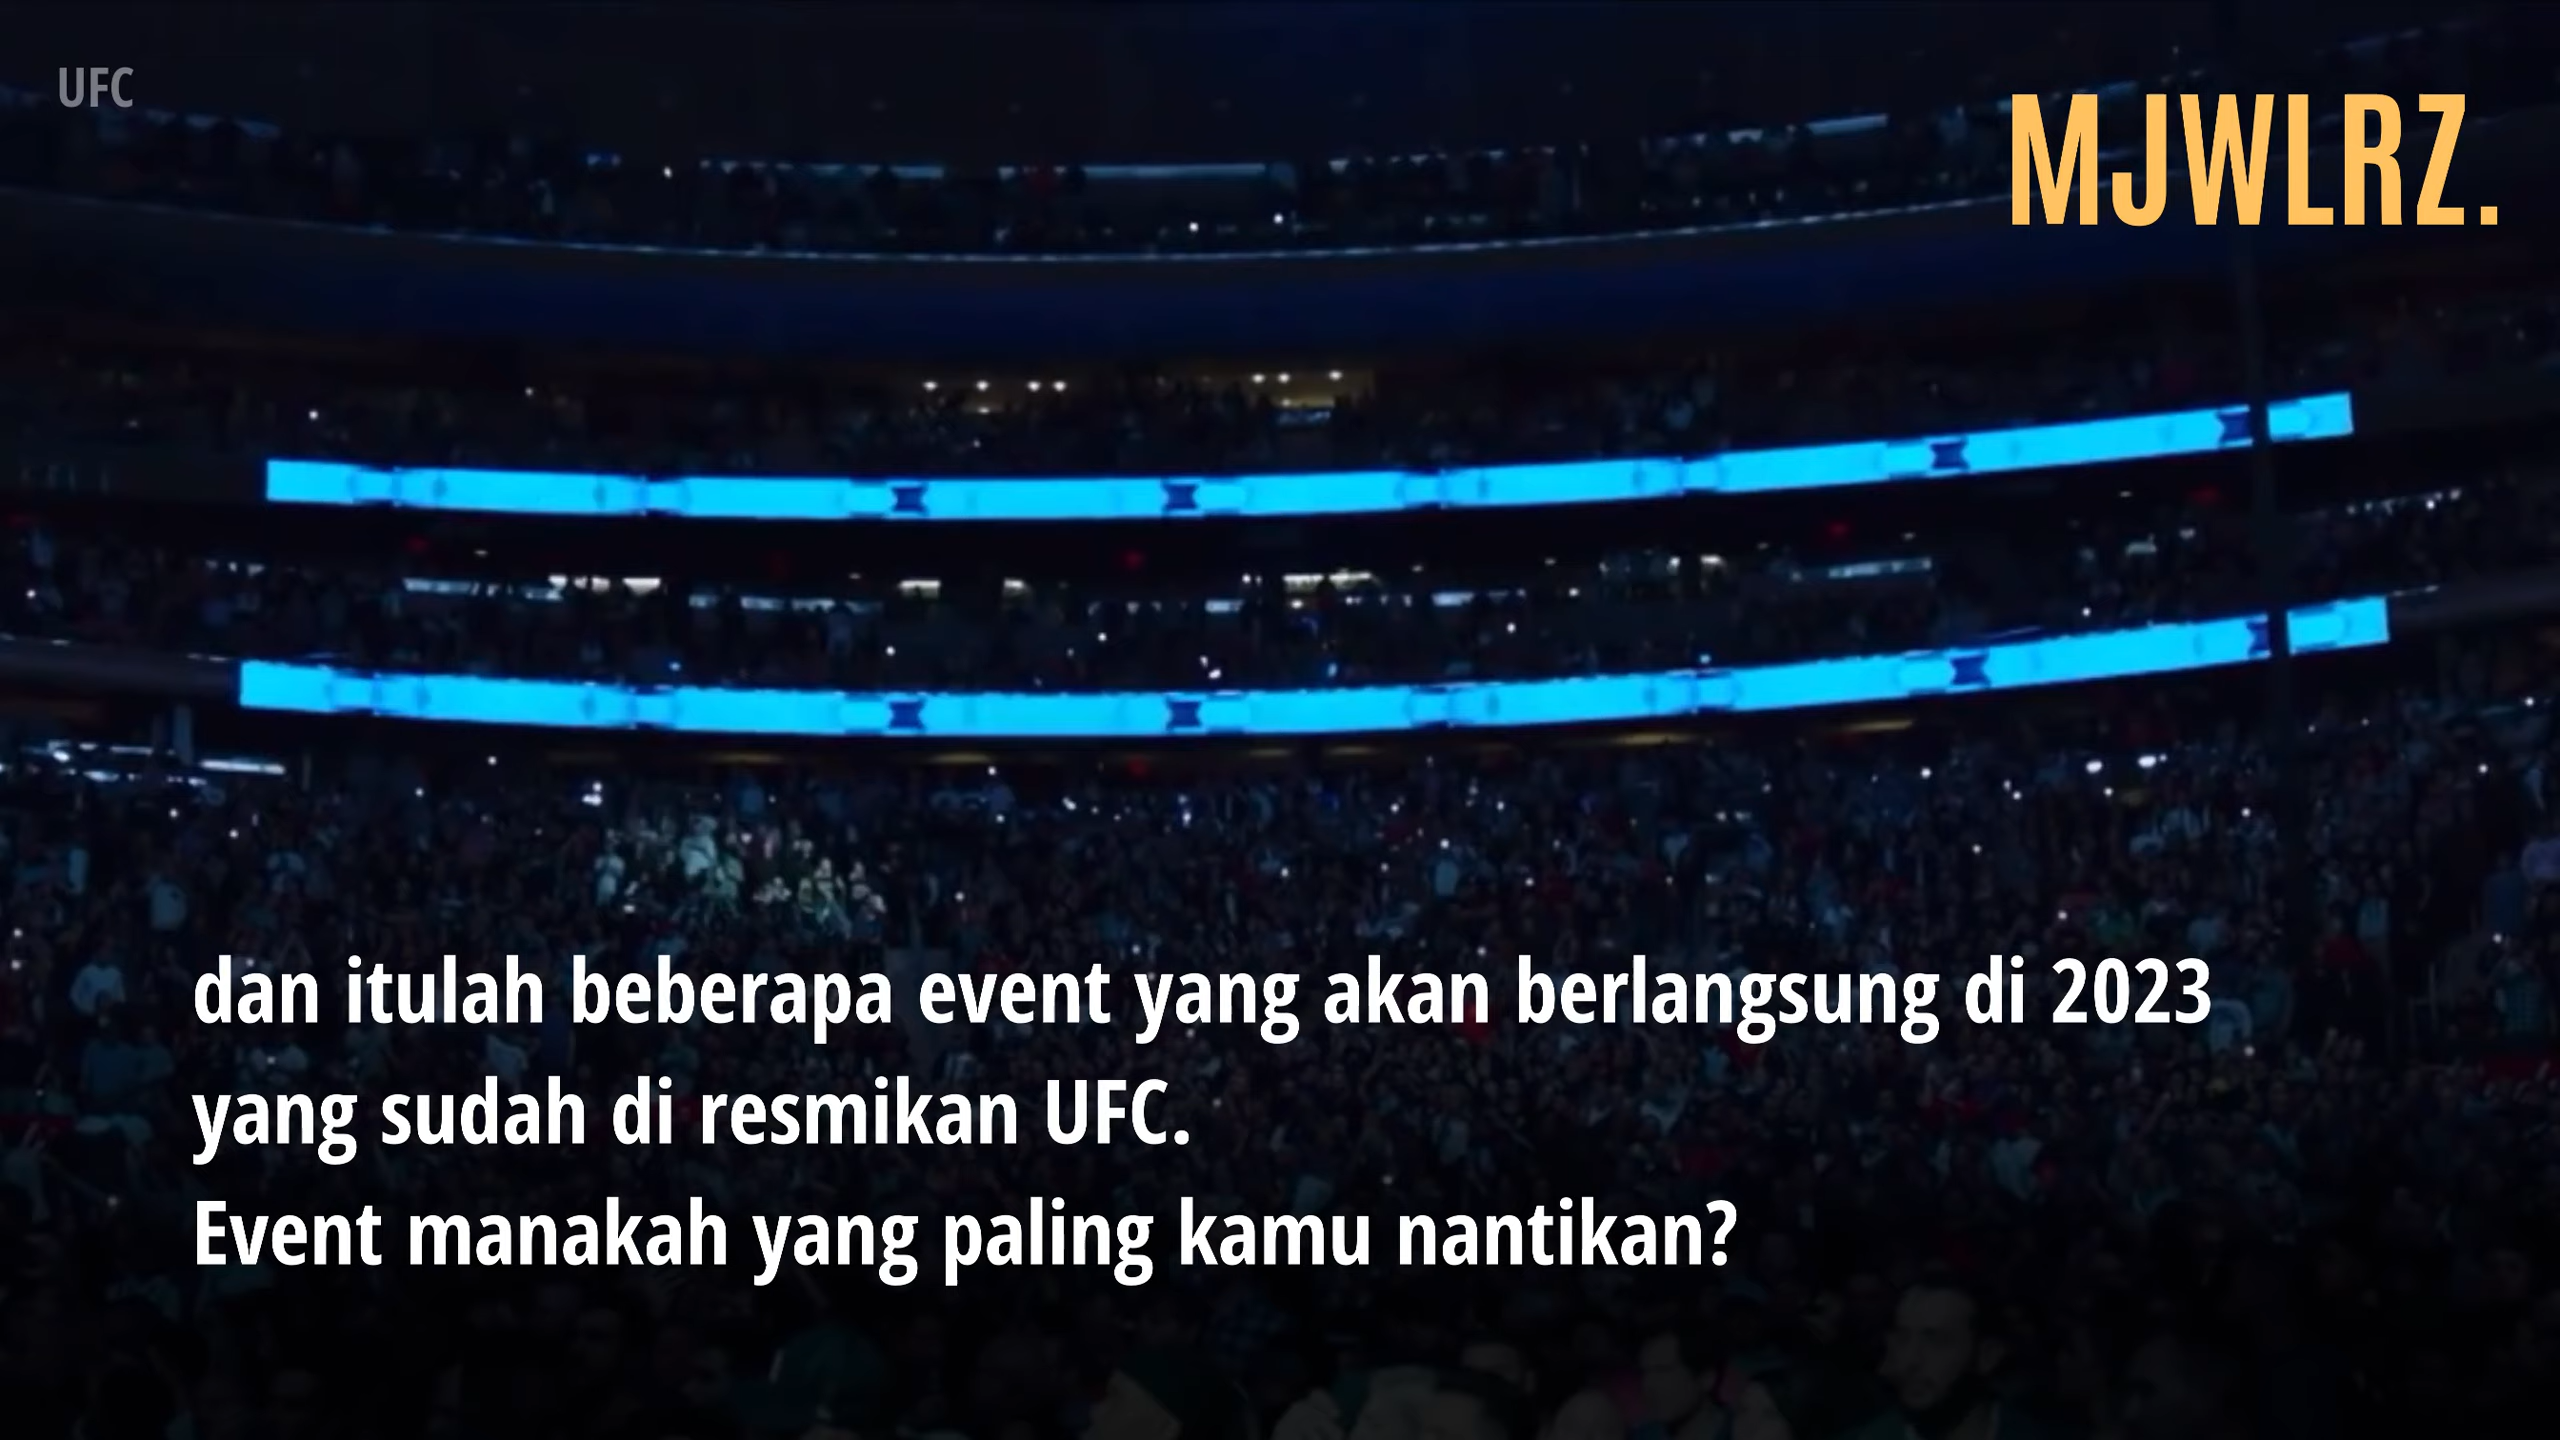 UFC
MJWLRZ.
dan itulah beberapa event yang akan berlangsung di 2023
yang sudah di resmikan UFC.
Event manakah yang paling kamu nantikan?